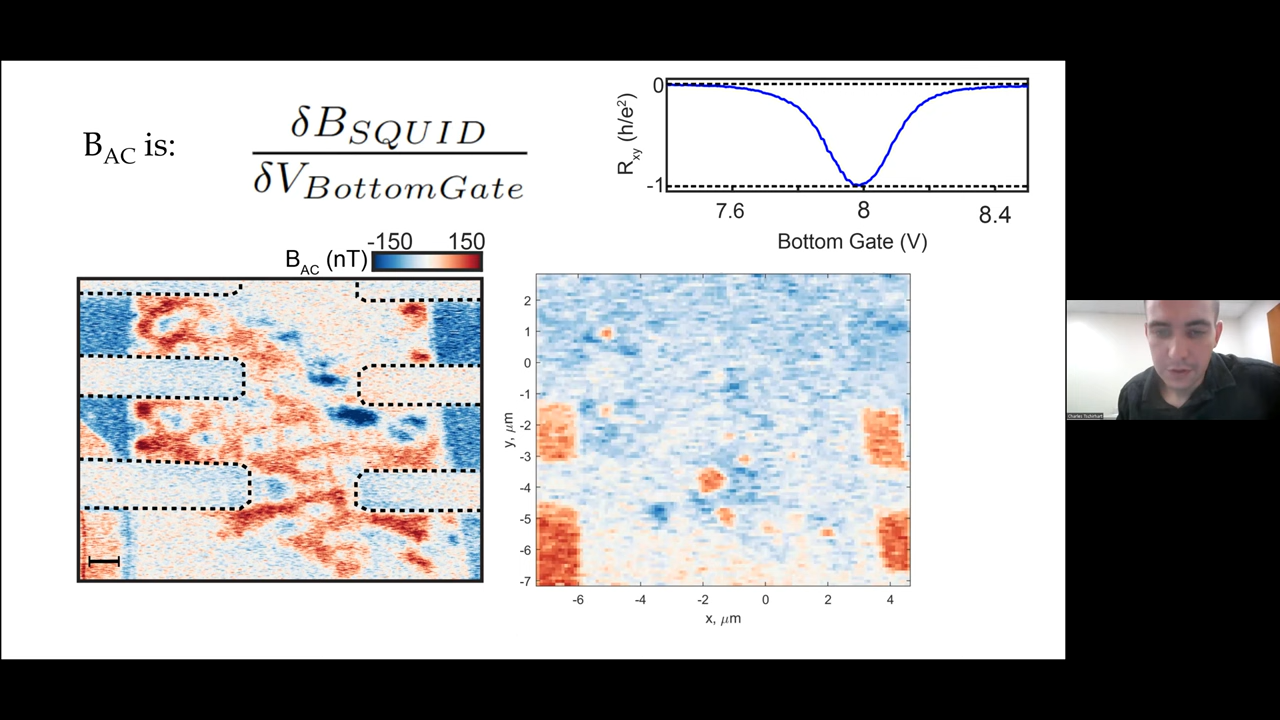 B_AC is:
δB_SQUID
δV_BottomGate
R_xy (h/e²)
0
-1
7.6 8 8.4
Bottom Gate (V)
-150 150
B_AC (nT)
y, μm
2
1
0
-1
-2
-3
-4
-5
-6
-7
-6 -4 -2 0 2 4
x, μm